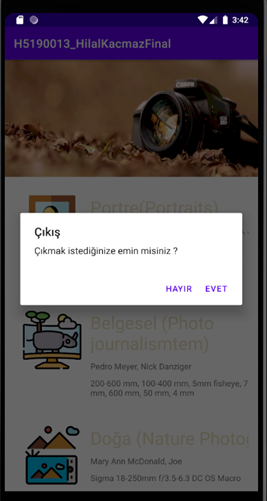 3:42
H5190013_HilalKacmazFinal
Portre(Portraits)
Çıkış
Çıkmak istediğinize emin misiniz ?
HAYIR EVET
Belgesel (Photo
journalismtem)
Pedro Meyer, Nick Danziger
200-600 mm, 100-400 mm, 5mm fisheye, 7
mm, 600 mm, 50 mm, 4 mm
Doğa (Nature Photog
Mary Ann McDonald, Joe
Sigma 18-250mm f/3.5-6.3 DC OS Macro